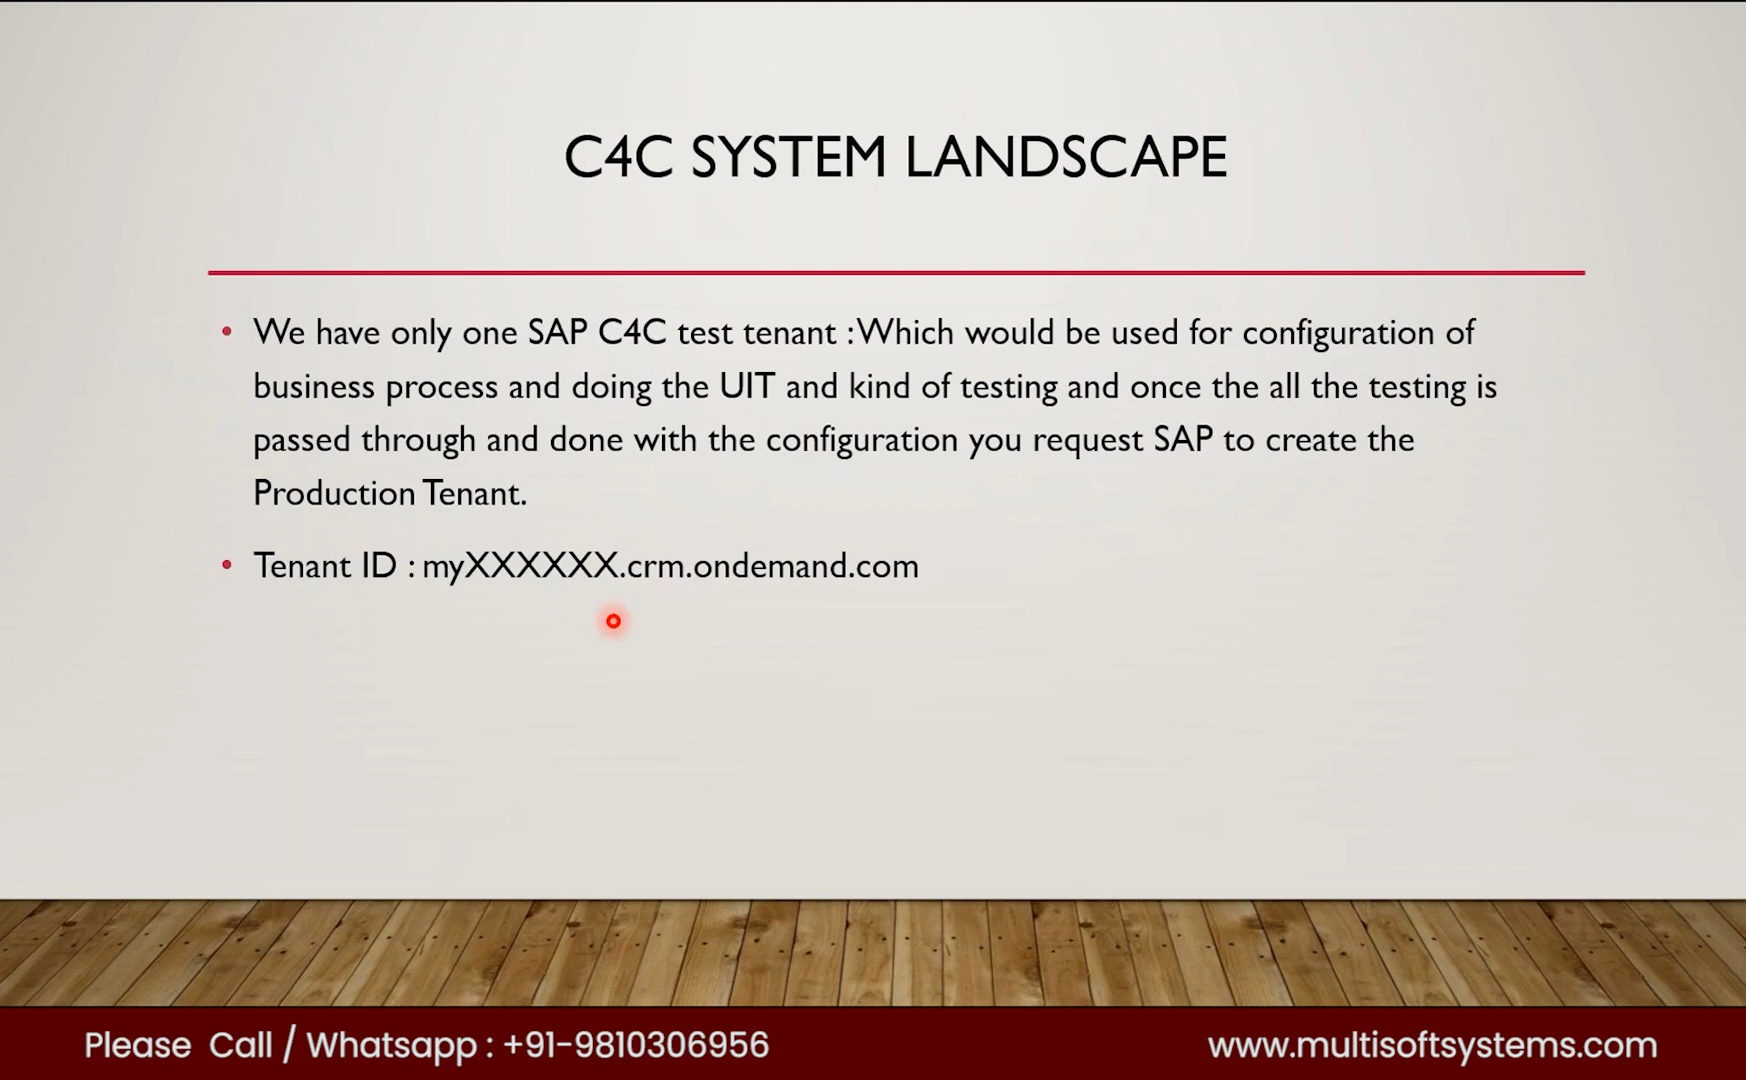 C4C SYSTEM LANDSCAPE
• We have only one SAP C4C test tenant : Which would be used for configuration of
business process and doing the UIT and kind of testing and once the all the testing is
passed through and done with the configuration you request SAP to create the
Production Tenant.
• Tenant ID : myXXXXXX.crm.ondemand.com
Please Call / Whatsapp : +91-9810306956
www.multisoftsystems.com